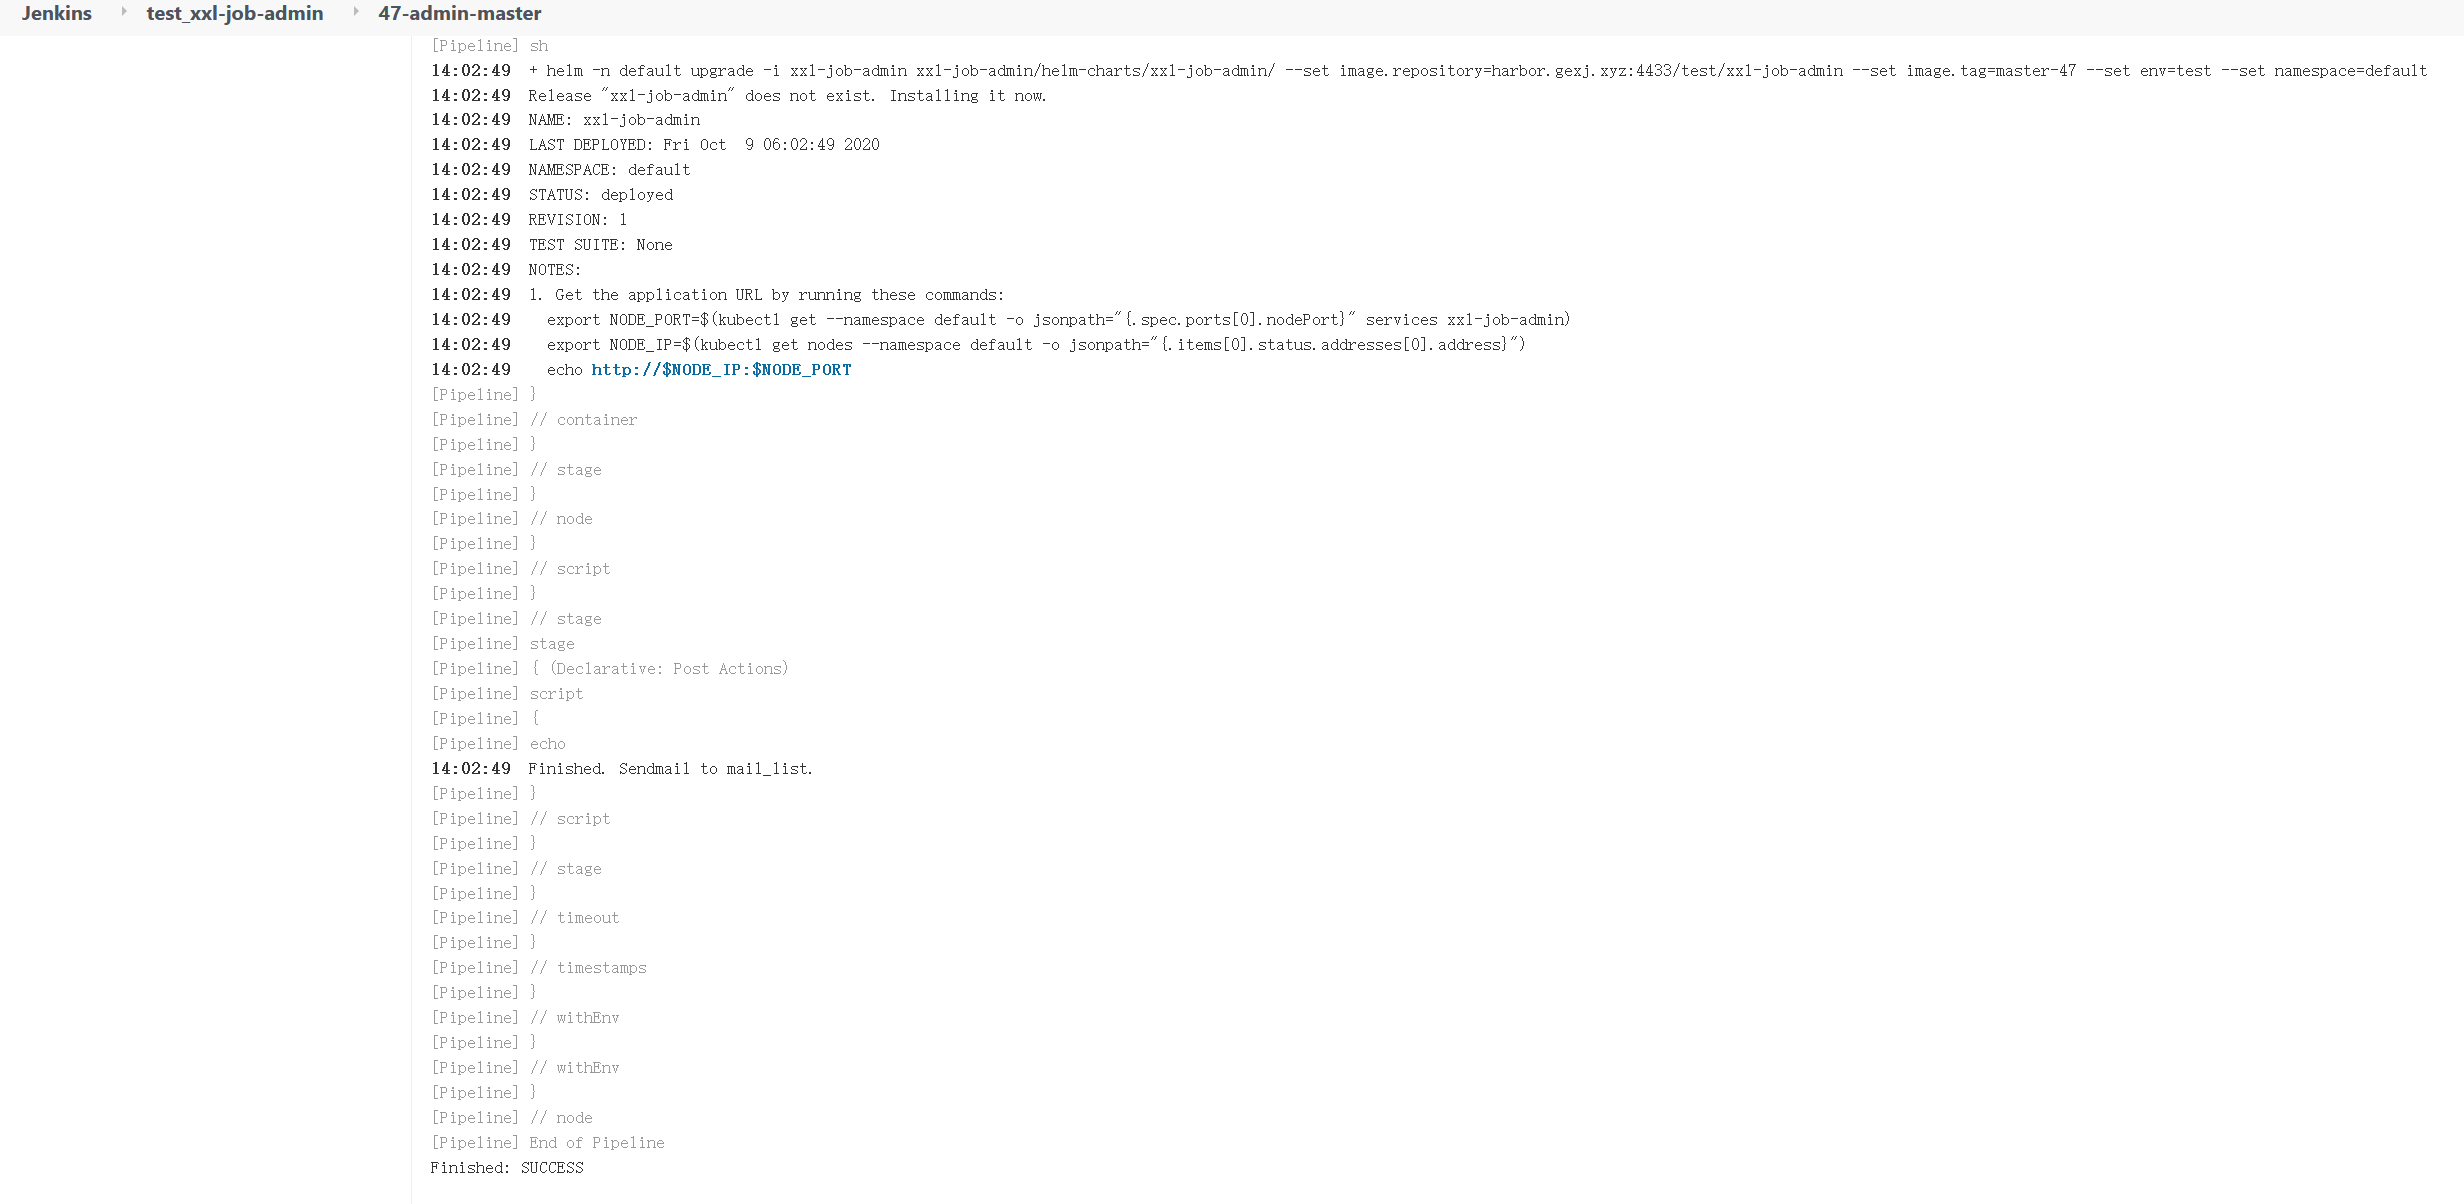 Jenkins test_xxl-job-admin 47-admin-master
[Pipeline] sh
14:02:49 + helm -n default upgrade -i xxl-job-admin xxl-job-admin/helm-charts/xxl-job-admin/ --set image.repository=harbor.gexj.xyz:4433/test/xxl-job-admin --set image.tag=master-47 --set env=test --set namespace=default
14:02:49 Release "xxl-job-admin" does not exist. Installing it now.
14:02:49 NAME: xxl-job-admin
14:02:49 LAST DEPLOYED: Fri Oct  9 06:02:49 2020
14:02:49 NAMESPACE: default
14:02:49 STATUS: deployed
14:02:49 REVISION: 1
14:02:49 TEST SUITE: None
14:02:49 NOTES:
14:02:49 1. Get the application URL by running these commands:
14:02:49   export NODE_PORT=$(kubectl get --namespace default -o jsonpath="{.spec.ports[0].nodePort}" services xxl-job-admin)
14:02:49   export NODE_IP=$(kubectl get nodes --namespace default -o jsonpath="{.items[0].status.addresses[0].address}")
14:02:49   echo http://$NODE_IP:$NODE_PORT
[Pipeline] }
[Pipeline] // container
[Pipeline] }
[Pipeline] // stage
[Pipeline] }
[Pipeline] // node
[Pipeline] }
[Pipeline] // script
[Pipeline] }
[Pipeline] // stage
[Pipeline] stage
[Pipeline] { (Declarative: Post Actions)
[Pipeline] script
[Pipeline] {
[Pipeline] echo
14:02:49 Finished. Sendmail to mail_list.
[Pipeline] }
[Pipeline] // script
[Pipeline] }
[Pipeline] // stage
[Pipeline] }
[Pipeline] // timeout
[Pipeline] }
[Pipeline] // timestamps
[Pipeline] }
[Pipeline] // withEnv
[Pipeline] }
[Pipeline] // withEnv
[Pipeline] }
[Pipeline] // node
[Pipeline] End of Pipeline
Finished: SUCCESS